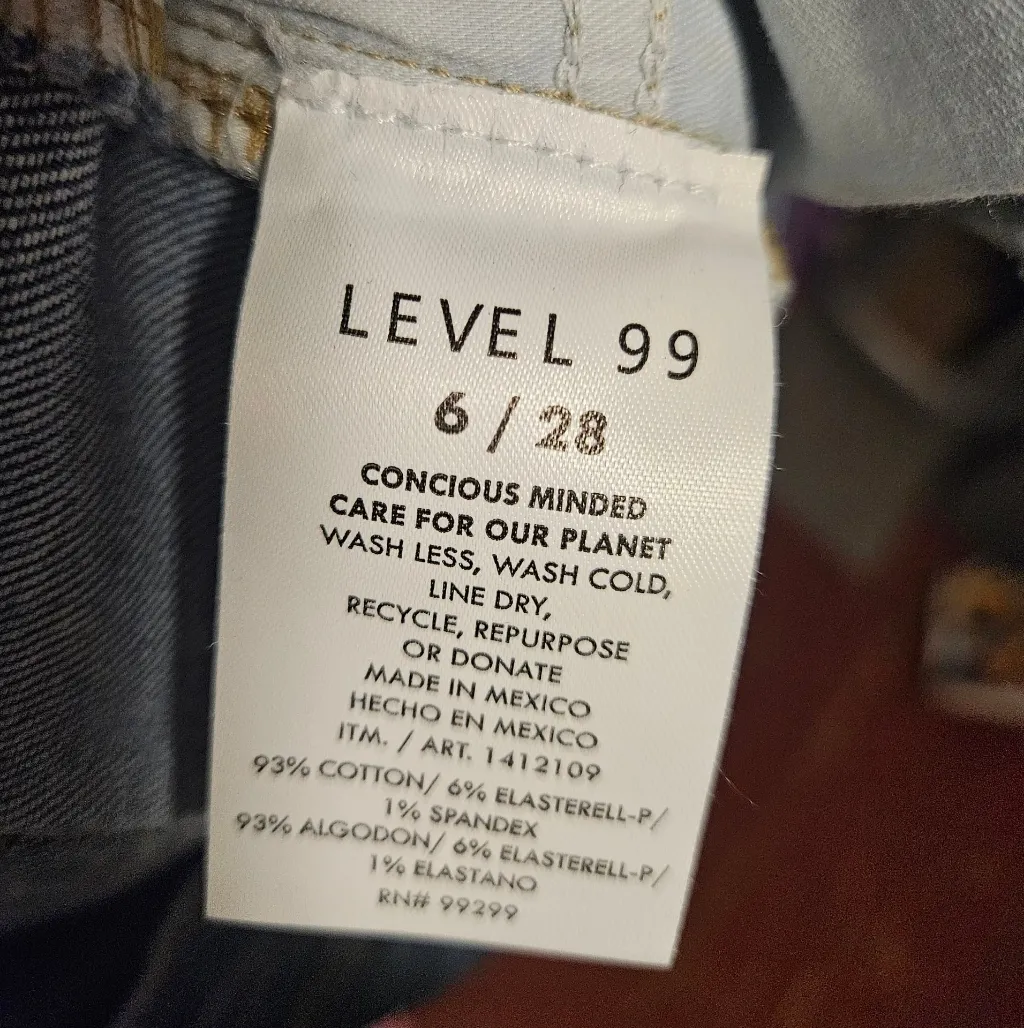 LEVEL 99
6 / 28
CONCIOUS MINDED
CARE FOR OUR PLANET
WASH LESS, WASH COLD,
LINE DRY,
RECYCLE, REPURPOSE
OR DONATE
MADE IN MEXICO
HECHO EN MEXICO
ITM. / ART. 1412109
93% COTTON/ 6% ELASTERELL-P/
1% SPANDEX
93% ALGODON/ 6% ELASTERELL-P/
1% ELASTANO
RN# 99299